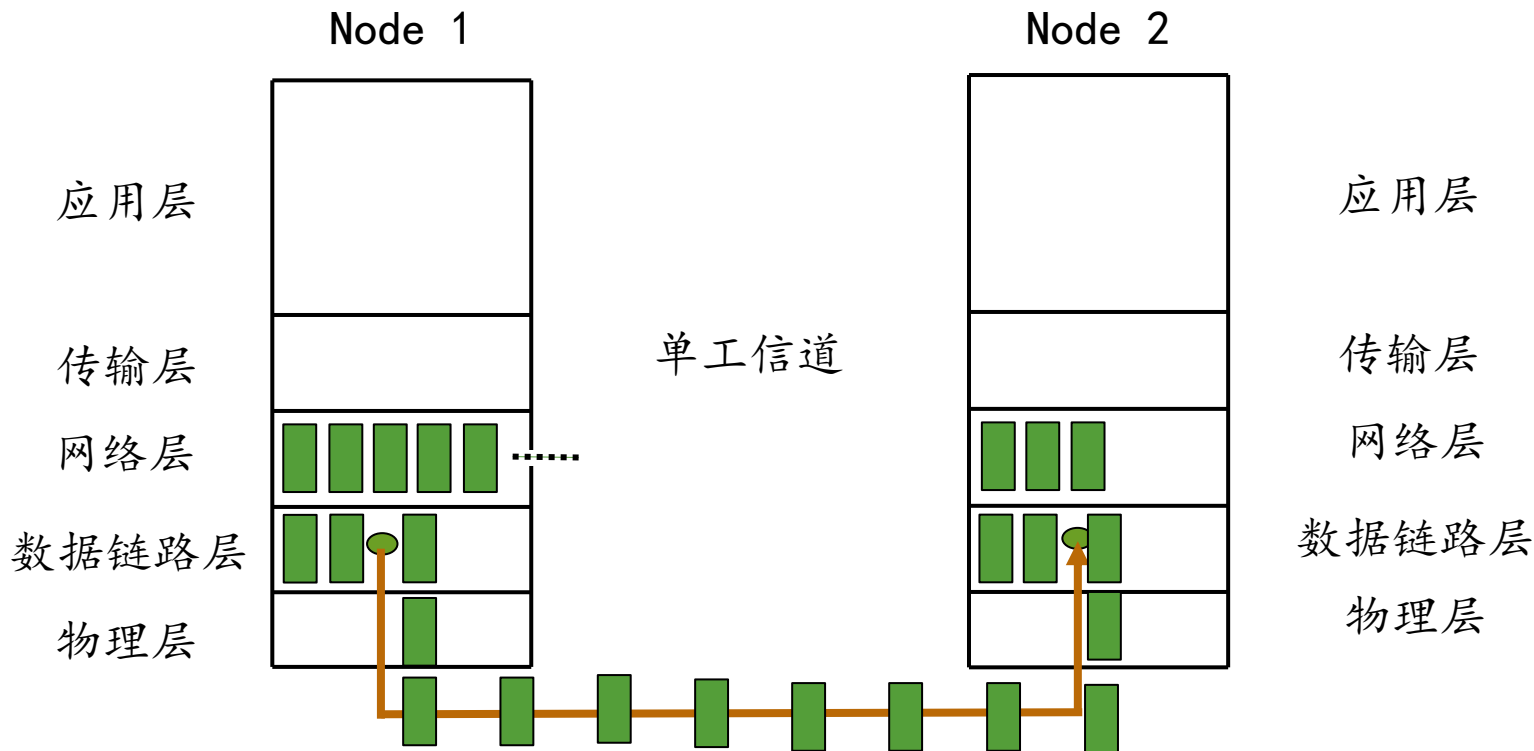 Node 1
Node 2
应用层
应用层
传输层
单工信道
传输层
网络层
网络层
数据链路层
数据链路层
物理层
物理层